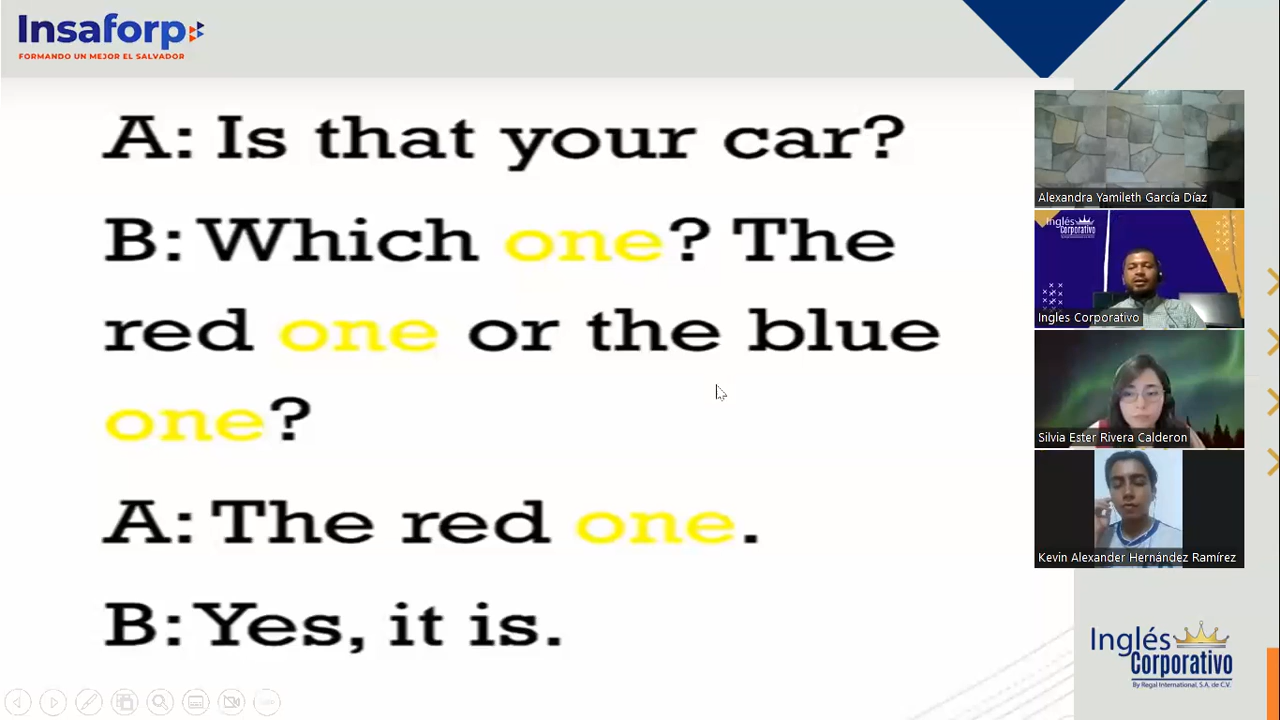 Insaforp
FORMANDO UN MEJOR EL SALVADOR
A: Is that your car?
B: Which one? The
red one or the blue
one?
A: The red one.
B: Yes, it is.
Alexandra Yamileth García Díaz
Inglés
Corporativo
Ingles Corporativo
Silvia Ester Rivera Calderon
Kevin Alexander Hernández Ramírez
Inglés
Corporativo
By Regal International, S.A. de C.V.